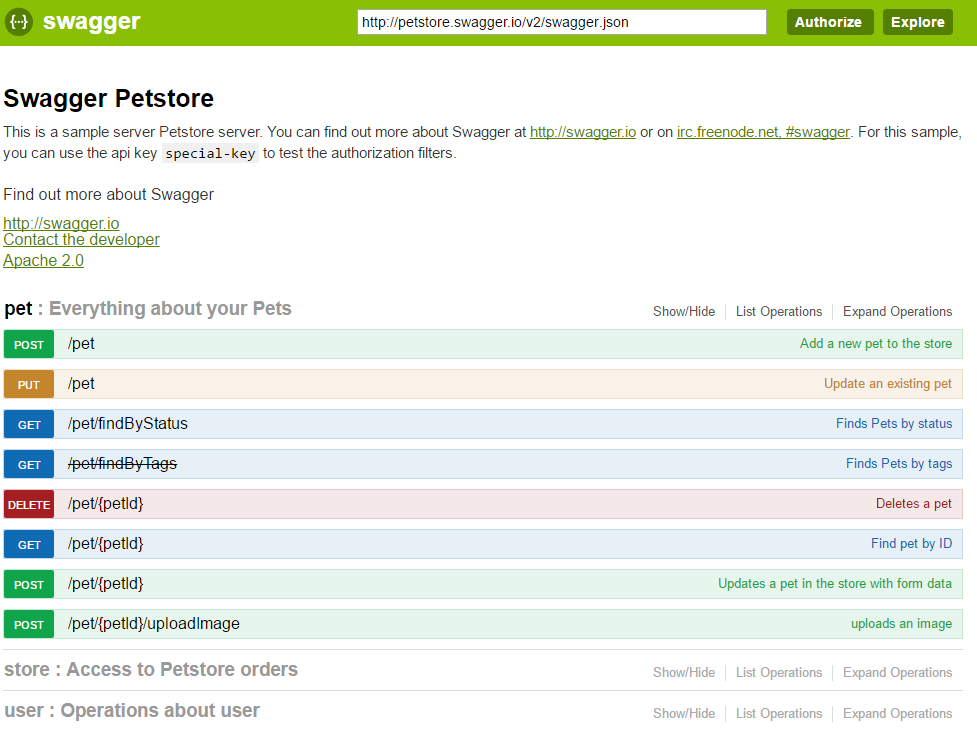 {··} swagger http://petstore.swagger.io/v2/swagger.json Authorize Explore
Swagger Petstore
This is a sample server Petstore server. You can find out more about Swagger at http://swagger.io or on irc.freenode.net, #swagger. For this sample,
you can use the api key special-key to test the authorization filters.
Find out more about Swagger
http://swagger.io
Contact the developer
Apache 2.0
pet : Everything about your Pets Show/Hide List Operations Expand Operations
POST /pet Add a new pet to the store
PUT /pet Update an existing pet
GET /pet/findByStatus Finds Pets by status
GET /pet/findByTags Finds Pets by tags
DELETE /pet/{petId} Deletes a pet
GET /pet/{petId} Find pet by ID
POST /pet/{petId} Updates a pet in the store with form data
POST /pet/{petId}/uploadImage uploads an image
store : Access to Petstore orders Show/Hide List Operations Expand Operations
user : Operations about user Show/Hide List Operations Expand Operations